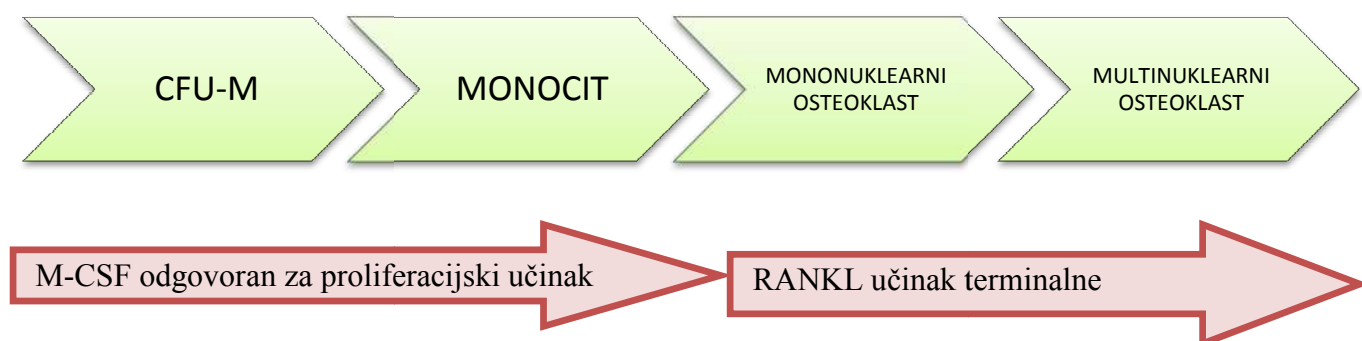 CFU-M
MONOCIT
MONONUKLEARNI
OSTEOKLAST
MULTINUKLEARNI
OSTEOKLAST
M-CSF odgovoran za proliferacijski učinak
RANKL učinak terminalne